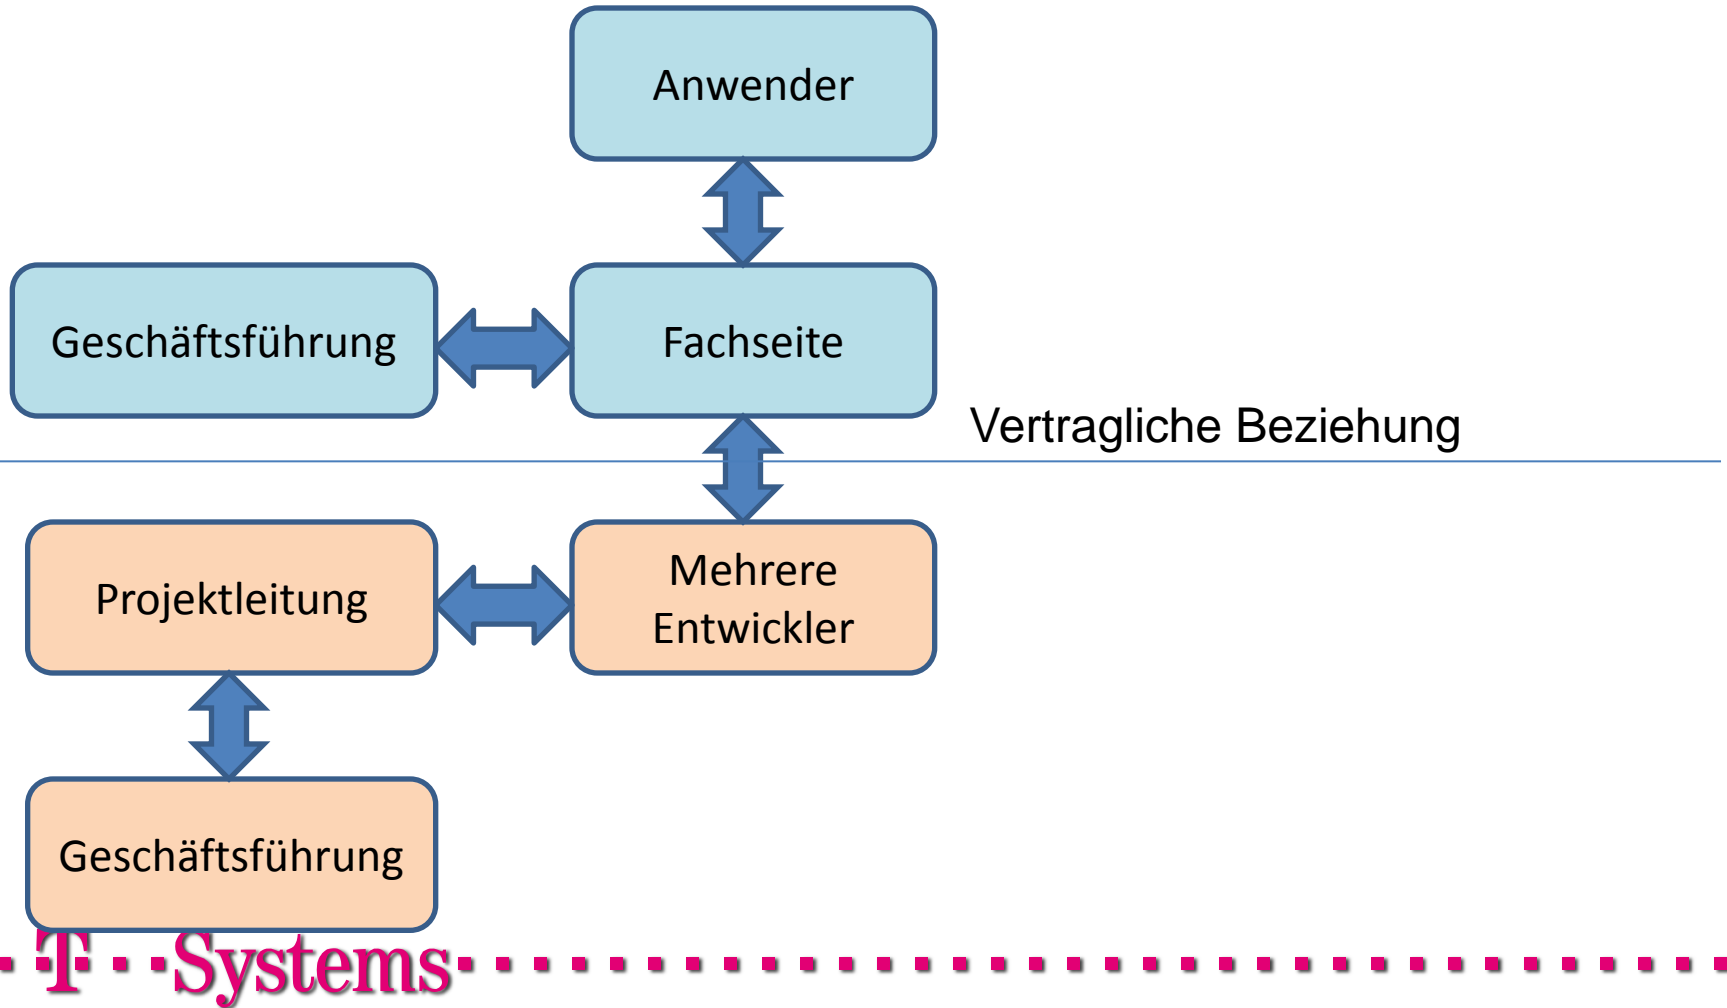 Anwender
Geschäftsführung
Fachseite
Vertragliche Beziehung
Projektleitung
Mehrere
Entwickler
Geschäftsführung
T Systems